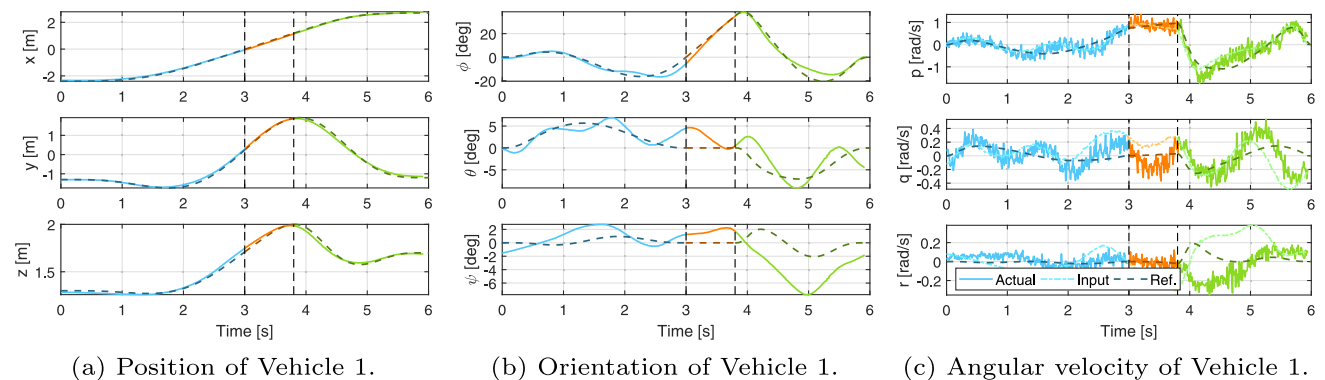 x [m]
2
0
-2
0 1 2 3 4 5 6
y [m]
1
0
-1
0 1 2 3 4 5 6
z [m]
2
1.5
0 1 2 3 4 5 6
Time [s]
(a) Position of Vehicle 1.
ϕ [deg]
20
0
-20
0 1 2 3 4 5 6
θ [deg]
5
0
-5
0 1 2 3 4 5 6
ψ [deg]
2
0
-2
-4
-6
0 1 2 3 4 5 6
Time [s]
(b) Orientation of Vehicle 1.
p [rad/s]
1
0
-1
0 1 2 3 4 5 6
q [rad/s]
0.4
0.2
0
-0.2
-0.4
0 1 2 3 4 5 6
r [rad/s]
0.2
0
-0.2
Actual Input Ref.
0 1 2 3 4 5 6
Time [s]
(c) Angular velocity of Vehicle 1.